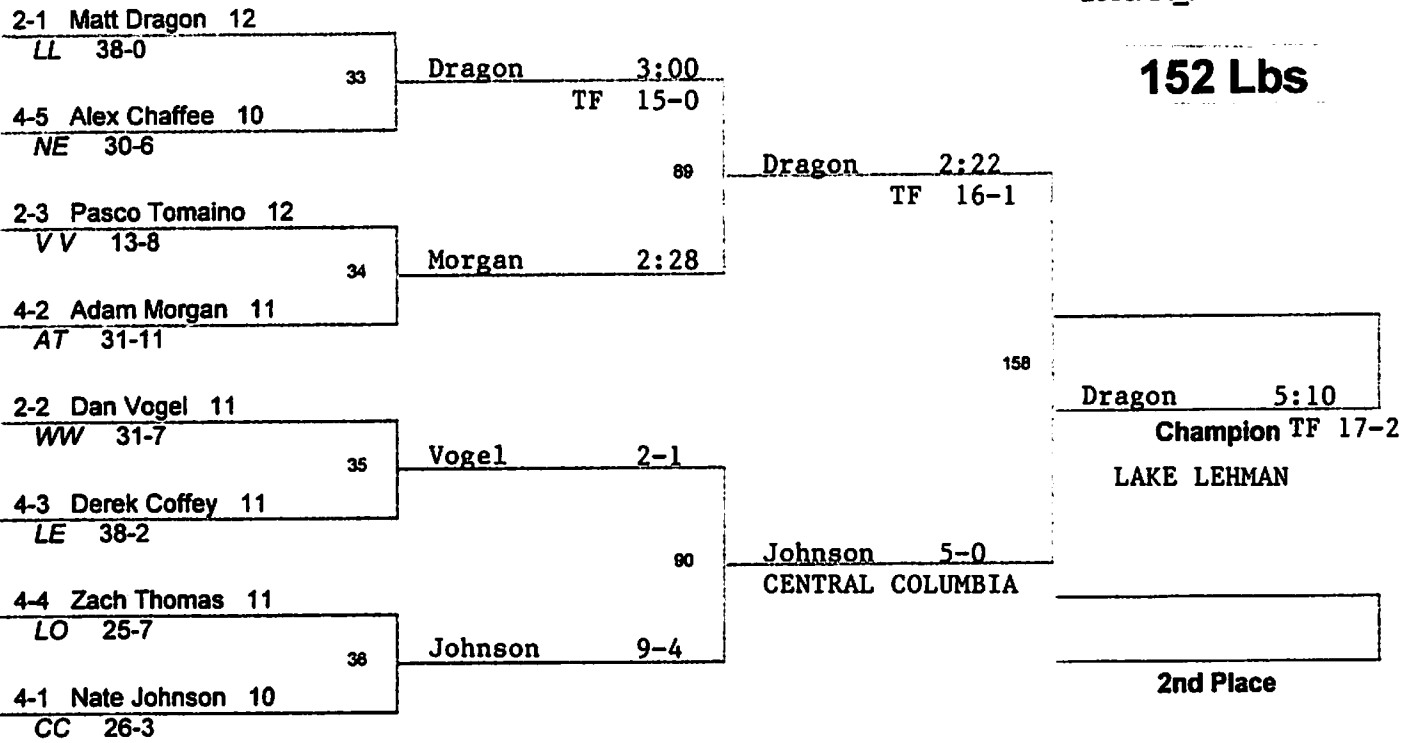 152 Lbs
2-1 Matt Dragon 12
LL 38-0
33
4-5 Alex Chaffee 10
NE 30-6
2-3 Pasco Tomaino 12
V V 13-8
34
4-2 Adam Morgan 11
AT 31-11
2-2 Dan Vogel 11
WW 31-7
35
4-3 Derek Coffey 11
LE 38-2
4-4 Zach Thomas 11
LO 25-7
36
4-1 Nate Johnson 10
CC 26-3
Dragon 3:00
TF 15-0
89
Morgan 2:28
Vogel 2-1
90
Johnson 9-4
Dragon 2:22
TF 16-1
158
Johnson 5-0
CENTRAL COLUMBIA
Dragon 5:10
Champion TF 17-2
LAKE LEHMAN
2nd Place